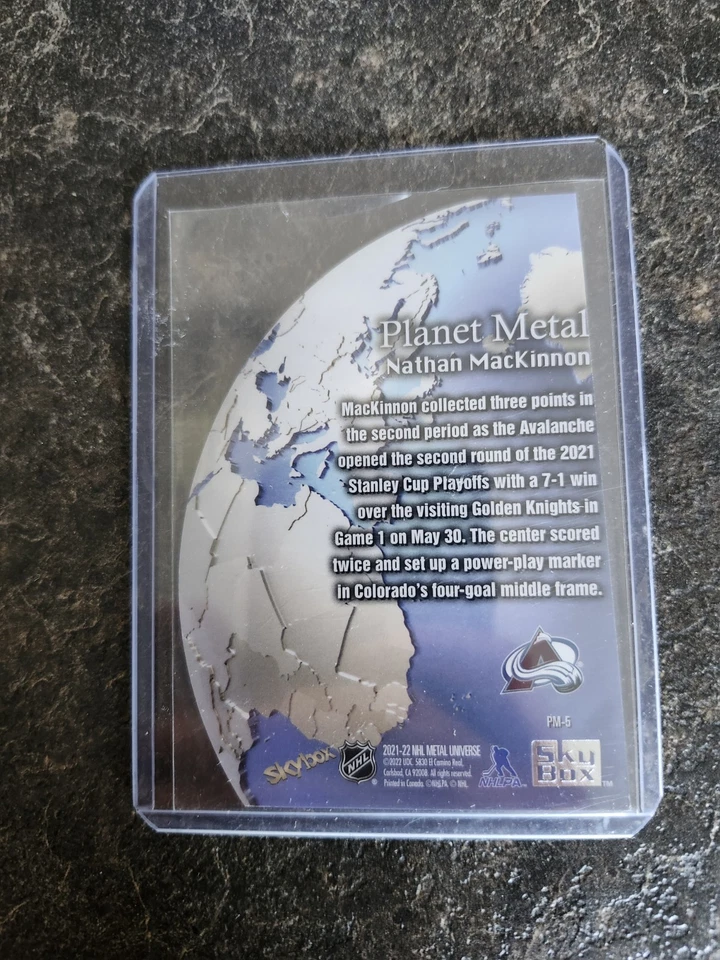 Planet Metal
Nathan MacKinnon
MacKinnon collected three points in
the second period as the Avalanche
opened the second round of the 2021
Stanley Cup Playoffs with a 7-1 win
over the visiting Golden Knights in
Game 1 on May 30. The center scored
twice and set up a power-play marker
in Colorado's four-goal middle frame.
PM-5
skybox
NHL
2021-22 NHL METAL UNIVERSE
©2022 UDC. 5830 El Camino Real,
Carlsbad, CA 92008. All rights reserved.
Printed in Canada. ©NHLPA. © NHL.
NHLPA
Sky
Box
TM